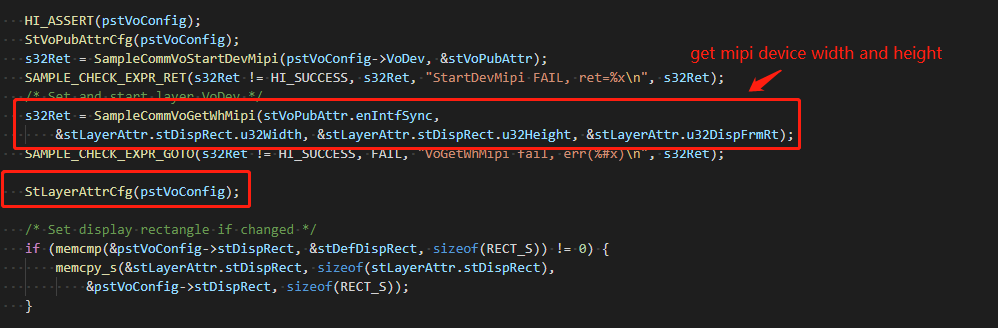 HI_ASSERT(pstVoConfig);
StVoPubAttrCfg(pstVoConfig);
s32Ret = SampleCommVoStartDevMipi(pstVoConfig->VoDev, &stVoPubAttr);
get mipi device width and height
SAMPLE_CHECK_EXPR_RET(s32Ret != HI_SUCCESS, s32Ret, "StartDevMipi FAIL, ret=%x\n", s32Ret);
/* Set and start layer VoDev */
s32Ret = SampleCommVoGetWhMipi(stVoPubAttr.enIntfSync,
&stLayerAttr.stDispRect.u32Width, &stLayerAttr.stDispRect.u32Height, &stLayerAttr.u32DispFrmRt);
SAMPLE_CHECK_EXPR_GOTO(s32Ret != HI_SUCCESS, FAIL, "VoGetWhMipi fail, err(%#x)\n", s32Ret);
StLayerAttrCfg(pstVoConfig);
/* Set display rectangle if changed */
if (memcmp(&pstVoConfig->stDispRect, &stDefDispRect, sizeof(RECT_S)) != 0) {
memcpy_s(&stLayerAttr.stDispRect, sizeof(stLayerAttr.stDispRect),
&pstVoConfig->stDispRect, sizeof(RECT_S));
}